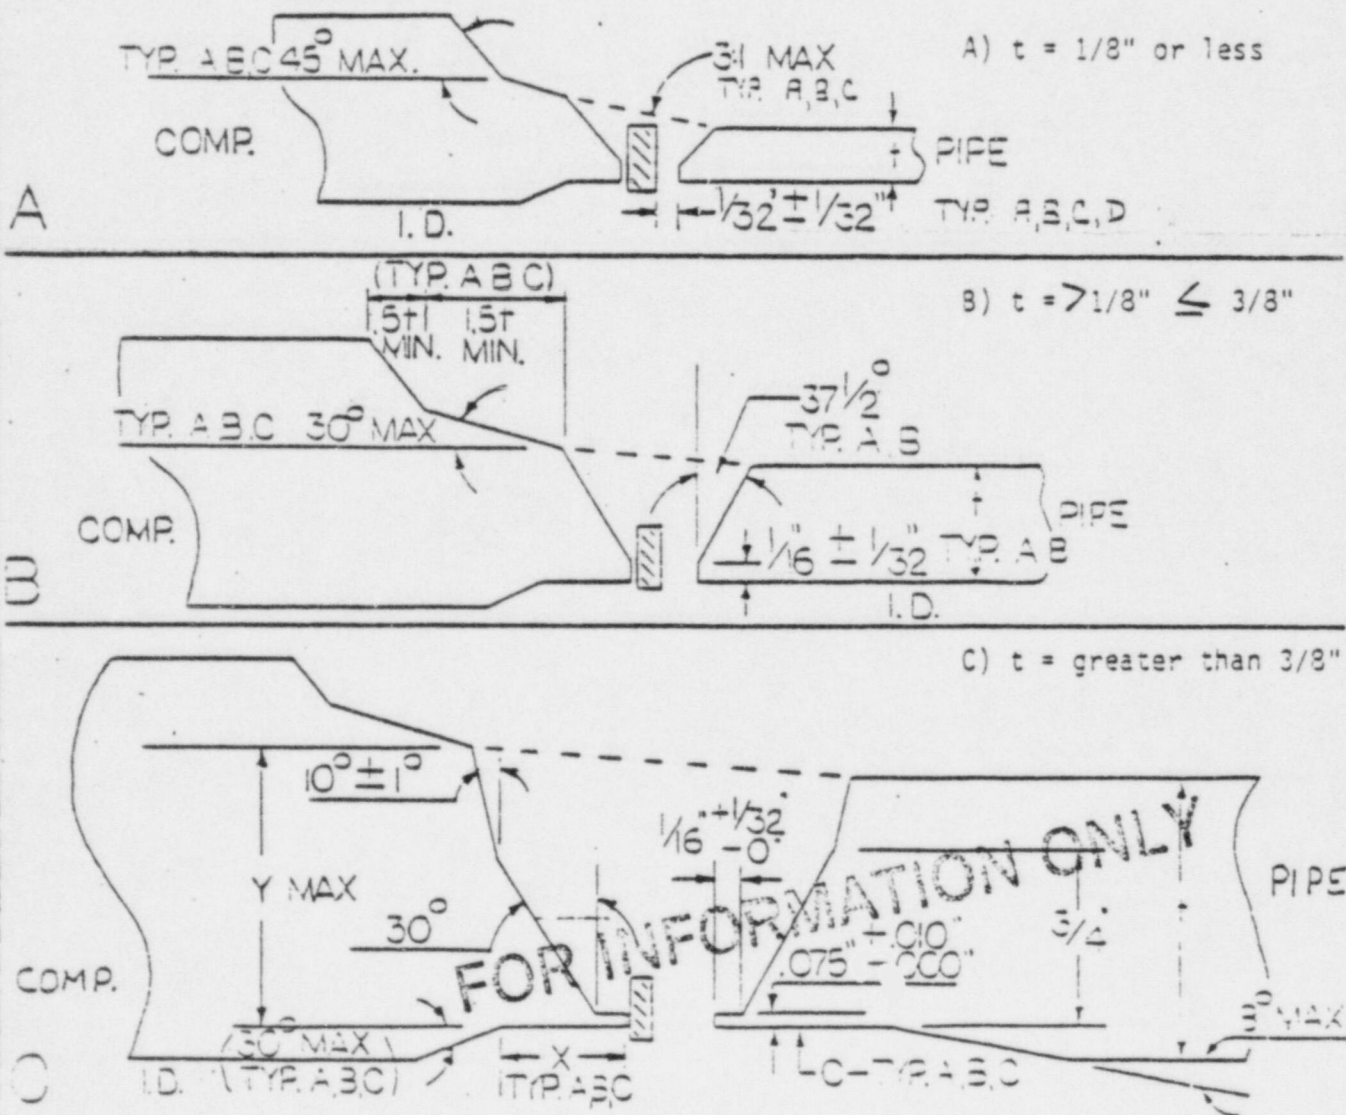 A) t = 1/8" or less
TYP. A.B.C 45° MAX.
3:1 MAX
TYP. A,B,C
COMP.
t
PIPE
A
I.D.
1/32" ± 1/32"
TYP. A,B,C,D
(TYP. A B C)
B) t = > 1/8" ≤ 3/8"
.5t 1.5t
MIN. MIN.
37 1/2°
TYP. A, B
TYP. A.B.C 30° MAX
t
PIPE
COMP.
1/16" ± 1/32" TYP. A B
B
I.D.
C) t = greater than 3/8"
10° ± 1°
1/16" +1/32" -0"
Y MAX
PIPE
30°
3/4"
.075" +.010" -.000"
FOR INFORMATION ONLY
COMP.
8° MAX
(30° MAX
TYP. A,B,C)
I.D.
X
TYP. A,B,C
C-TYP. A,B,C
C